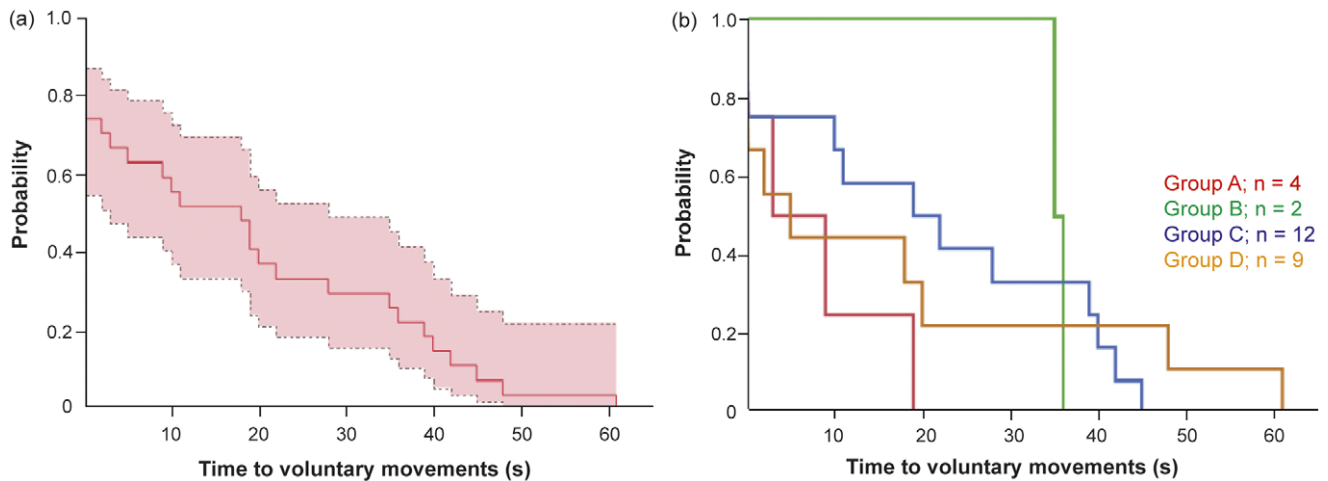 (a)
1.0
0.8
0.6
0.4
0.2
0
Probability
10 20 30 40 50 60
Time to voluntary movements (s)
(b)
1.0
0.8
0.6
0.4
0.2
0
Probability
10 20 30 40 50 60
Time to voluntary movements (s)
Group A; n = 4
Group B; n = 2
Group C; n = 12
Group D; n = 9